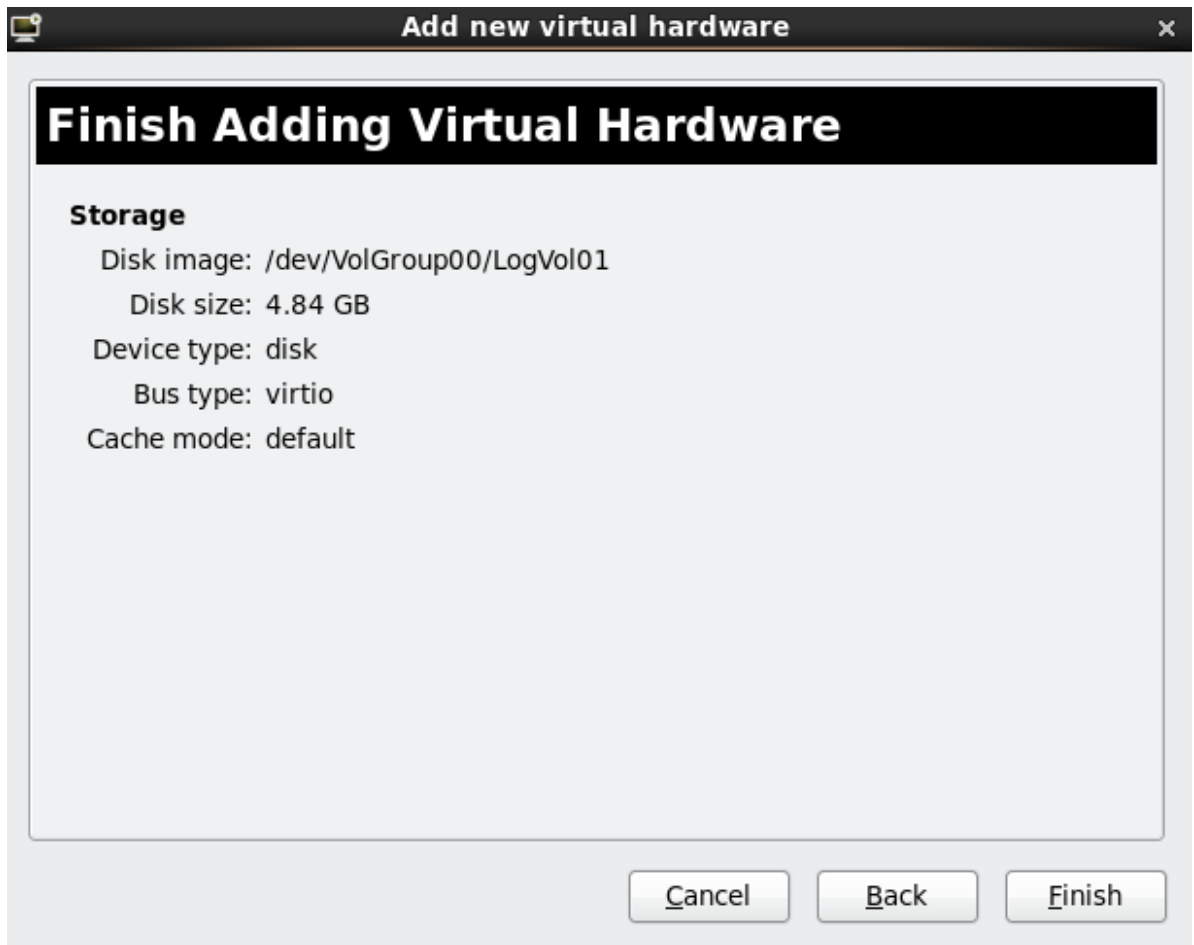 Add new virtual hardware
Finish Adding Virtual Hardware
Storage
Disk image: /dev/VolGroup00/LogVol01
Disk size: 4.84 GB
Device type: disk
Bus type: virtio
Cache mode: default
Cancel Back Finish